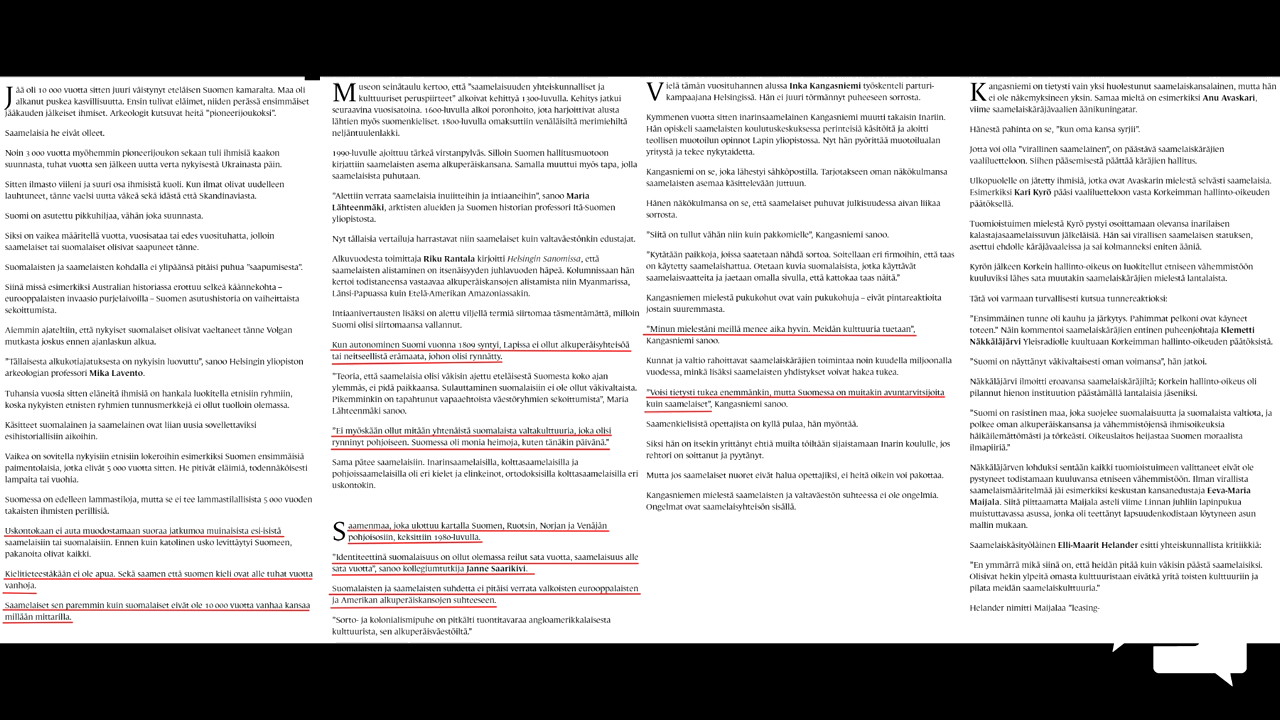 Jää oli 10 000 vuotta sitten juuri väistynyt eteläisen Suomen kamaralta. Maa oli
alkanut puskea kasvillisuutta. Ensin tulivat eläimet, niiden perässä ensimmäiset
jääkauden jälkeiset ihmiset. Arkeologit kutsuvat heitä "pioneerijoukoksi".
Saamelaisia he eivät olleet.
Noin 3 000 vuotta myöhemmin pioneerijoukon sekaan tuli ihmisiä kaakon
suunnasta, tuhat vuotta sen jälkeen uutta verta nykyisestä Ukrainasta päin.
Sitten ilmasto viileni ja suuri osa ihmisistä kuoli. Kun ilmat olivat uudelleen
lauhtuneet, tänne vaelsi uutta väkeä sekä idästä että Skandinaviasta.
Suomi on asutettu pikkuhiljaa, vähän joka suunnasta.
Siksi on vaikea määritellä vuotta, vuosisataa tai edes vuosituhatta, jolloin
saamelaiset tai suomalaiset olisivat saapuneet tänne.
Suomalaisten ja saamelaisten kohdalla ei ylipäänsä pitäisi puhua "saapumisesta".
Siinä missä esimerkiksi Australian historiassa erottuu selkeä käännekohta –
eurooppalaisten invaasio purjelaivoilla – Suomen asutushistoria on vaiheittaista
sekoittumista.
Aiemmin ajateltiin, että nykyiset suomalaiset olisivat vaeltaneet tänne Volgan
mutkasta joskus ennen ajanlaskun alkua.
"Tällaisesta alkukotiajatuksesta on nykyisin luovuttu", sanoo Helsingin yliopiston
arkeologian professori Mika Lavento.
Tuhansia vuosia sitten eläneitä ihmisiä on hankala luokitella etnisiin ryhmiin,
koska nykyisten etnisten ryhmien tunnusmerkkejä ei ollut tuolloin olemassa.
Käsitteet suomalainen ja saamelainen ovat liian uusia sovellettaviksi
esihistoriallisiin aikoihin.
Vaikea on sovitella nykyisiin etnisiin lokeroihin esimerkiksi Suomen ensimmäisiä
paimentolaisia, jotka elivät 5 000 vuotta sitten. He pitivät eläiminä, todennäköisesti
lampaita tai vuohia.
Suomessa on edelleen lammastiloja, mutta se ei tee lammastilallisista 5 000 vuoden
takaisten ihmisten perillisiä.
Uskontokaan ei auta muodostamaan suoraa jatkumoa muinaisista esi-isistä
saamelaisiin tai suomalaisiin. Ennen kuin katolinen usko levittäytyi Suomeen,
pakanoita olivat kaikki.
Kielitieteestäkään ei ole apua. Sekä saamen että suomen kieli ovat alle tuhat vuotta
vanhoja.
Saamelaiset sen paremmin kuin suomalaiset eivät ole 10 000 vuotta vanhaa kansaa
millään mittarilla.
Museon seinätaulu kertoo, että "saamelaisuuden yhteiskunnalliset ja
kulttuuriset peruspiirteet" alkoivat kehittyä 1300-luvulla. Kehitys jatkui
seuraavina vuosisatoina. 1600-luvulla alkoi poronhoito, jota harjoittivat alusta
lähtien myös suomenkieliset. 1800-luvulla omaksuttiin venäläisiltä merimiehiltä
neljäntuulenlakki.
1990-luvulle ajoittuu tärkeä virstanpylväs. Silloin Suomen hallitusmuotoon
kirjattiin saamelaisten asema alkuperäiskansana. Samalla muuttui myös tapa, jolla
saamelaisista puhutaan.
"Alettiin verrata saamelaisia inuiitteihin ja intiaaneihin", sanoo Maria
Lähteenmäki, arktisten alueiden ja Suomen historian professori Itä-Suomen
yliopistosta.
Nyt tällaisia vertailuja harrastavat niin saamelaiset kuin valtaväestönkin edustajat.
Alkuvuodesta toimittaja Riku Rantala kirjoitti Helsingin Sanomissa, että
saamelaisten alistaminen on itsenäisyyden juhlavuoden häpeä. Kolumnissaan hän
kertoi todistaneensa vastaavaa alkuperäiskansojen alistamista niin Myanmarissa,
Länsi-Papuassa kuin Etelä-Amerikan Amazoniassakin.
Intiaanivertausten lisäksi on alettu viljellä termiä siirtomaa täsmentämättä, milloin
Suomi olisi siirtomaansa vallannut.
Kun autonominen Suomi vuonna 1809 syntyi, Lapissa ei ollut alkuperäisyhteisöä
tai neitseellistä erämaata, johon olisi rynnätty.
"Teoria, että saamelaisia olisi väkisin ajettu eteläisestä Suomesta koko ajan
ylemmäs, ei pidä paikkaansa. Sulauttaminen suomalaisiin ei ole ollut väkivaltaista.
Pikemminkin on tapahtunut vapaaehtoista väestöryhmien sekoittumista", Maria
Lähteenmäki sanoo.
"Ei myöskään ollut mitään yhtenäistä suomalaista valtakulttuuria, joka olisi
rynninyt pohjoiseen. Suomessa oli monia heimoja, kuten tänäkin päivänä."
Sama pätee saamelaisiin. Inarinsaamelaisilla, kolttasaamelaisilla ja
pohjoissaamelaisilla oli eri kielet ja elinkeinot, ortodoksisilla kolttasaamelaisilla eri
uskontokin.
Saamenmaa, joka ulottuu kartalla Suomen, Ruotsin, Norjan ja Venäjän
pohjoisosiin, keksittiin 1980-luvulla.
"Identiteettinä suomalaisuus on ollut olemassa reilut sata vuotta, saamelaisuus alle
sata vuotta", sanoo kollegiumtutkija Janne Saarikivi.
Suomalaisten ja saamelaisten suhdetta ei pitäisi verrata valkoisten eurooppalaisten
ja Amerikan alkuperäiskansojen suhteeseen.
"Sorto- ja kolonialismipuhe on pitkälti tuontitavaraa angloamerikkalaisesta
kulttuurista, sen alkuperäisväestöiltä."
Vielä tämän vuosituhannen alussa Inka Kangasniemi työskenteli parturi-
kampaajana Helsingissä. Hän ei juuri törmännyt puheeseen sorrosta.
Kymmenen vuotta sitten inarinsaamelainen Kangasniemi muutti takaisin Inariin.
Hän opiskeli saamelaisten koulutuskeskuksessa perinteisiä käsitöitä ja aloitti
teollisen muotoilun opinnot Lapin yliopistossa. Nyt hän pyörittää muotoilualan
yritystä ja tekee nykytaidetta.
Kangasniemi on se, joka lähestyi sähköpostilla. Tarjotakseen oman näkökulmansa
saamelaisten asemaa käsittelevään juttuun.
Hänen näkökulmansa on se, että saamelaiset puhuvat julkisuudessa aivan liikaa
sorrosta.
"Siitä on tullut vähän niin kuin pakkomielle", Kangasniemi sanoo.
"Kytätään paikkoja, joissa saatetaan nähdä sortoa. Soitellaan eri firmoihin, että taas
on käytetty saamelaishattua. Otetaan kuvia suomalaisista, jotka käyttävät
saamelaisvaatteita ja jaetaan omalla sivulla, että kattokaa taas näitä."
Kangasniemen mielestä pukukohut ovat vain pukukohuja – eivät pintareaktioita
jostain suuremmasta.
"Minun mielestäni meillä menee aika hyvin. Meidän kulttuuria tuetaan",
Kangasniemi sanoo.
Kunnat ja valtio rahoittavat saamelaiskäräjien toimintaa noin kuudella miljoonalla
vuodessa, minkä lisäksi saamelaisten yhdistykset voivat hakea tukea.
"Voisi tietysti tukea enemmänkin, mutta Suomessa on muitakin avuntarvitsijoita
kuin saamelaiset", Kangasniemi sanoo.
Saamenkielisistä opettajista on kyllä pulaa, hän myöntää.
Siksi hän on itsekin yrittänyt ehtiä muilta töiltään sijaistamaan Inarin koululle, jos
rehtori on soittanut ja pyytänyt.
Mutta jos saamelaiset nuoret eivät halua opettajiksi, ei heitä oikein voi pakottaa.
Kangasniemen mielestä saamelaisten ja valtaväestön suhteessa ei ole ongelmia.
Ongelmat ovat saamelaisyhteisön sisällä.
Kangasniemi on tietysti vain yksi huolestunut saamelaiskansalainen, mutta hän
ei ole näkemyksineen yksin. Samaa mieltä on esimerkiksi Anu Avaskari,
viime saamelaiskäräjävaalien äänikuningatar.
Hänestä pahinta on se, "kun oma kansa syrjii".
Jotta voi olla "virallinen saamelainen", on päästävä saamelaiskäräjien
vaaliluetteloon. Siihen pääsemisestä päättää käräjien hallitus.
Ulkopuolelle on jätetty ihmisiä, jotka ovat Avaskarin mielestä selvästi saamelaisia.
Esimerkiksi Kari Kyrö pääsi vaaliluetteloon vasta Korkeimman hallinto-oikeuden
päätöksellä.
Tuomioistuimen mielestä Kyrö pystyi osoittamaan olevansa inarilaisen
kalastajasaamelaissuvun jälkeläisiä. Hän sai virallisen saamelaisen statuksen,
asettui ehdolle käräjävaaleissa ja sai kolmanneksi eniten ääniä.
Kyrön jälkeen Korkein hallinto-oikeus on luokitellut etniseen vähemmistöön
kuuluviksi lähes sata muutakin saamelaiskäräjien mielestä lantalaista.
Tätä voi varmaan turvallisesti kutsua tunnereaktioksi:
"Ensimmäinen tunne oli kauhu ja järkytys. Pahimmat pelkoni ovat käyneet
toteen." Näin kommentoi saamelaiskäräjien entinen puheenjohtaja Klemetti
Näkkäläjärvi Yleisradiolle kuultuaan Korkeimman hallinto-oikeuden päätöksistä.
"Suomi on näyttänyt väkivaltaisesti oman voimansa", hän jatkoi.
Näkkäläjärvi ilmoitti eroavansa saamelaiskäräjiltä; Korkein hallinto-oikeus oli
pilannut hienon instituution päästämällä lantalaisia jäseniksi.
"Suomi on rasistinen maa, joka suojelee suomalaisuutta ja suomalaista valtiota, ja
polkee oman alkuperäiskansansa ja vähemmistöjensä ihmisoikeuksia
häikäilemättömästi ja törkeästi. Oikeuslaitos heijastaa Suomen moraalista
ilmapiiriä."
Näkkäläjärven lohduksi sentään kaikki tuomioistuimeen valittaneet eivät ole
pystyneet todistamaan kuuluvansa etniseen vähemmistöön. Ilman virallista
saamelaismääritelmää jäi esimerkiksi keskustan kansanedustaja Eeva-Maria
Maijala. Siitä piittaamatta Maijala asteli viime Linnan juhliin lapinpukua
muistuttavassa asussa, jonka oli teettänyt lapsuudenkodistaan löytyneen asun
mallin mukaan.
Saamelaiskäsityöläinen Elli-Maarit Helander esitti yhteiskunnallista kritiikkiä:
"En ymmärrä mikä siinä on, että heidän pitää kuin väkisin päästä saamelaisiksi.
Olisivat hekin ylpeitä omasta kulttuuristaan eivätkä yritä toisten kulttuuriin ja
pilata meidän saamelaiskulttuuria."
Helander nimitti Maijalaa "leasing-